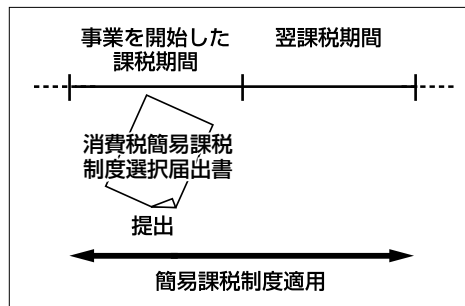 事業を開始した
課税期間
翌課税期間
消費税簡易課税
制度選択届出書
提出
簡易課税制度適用